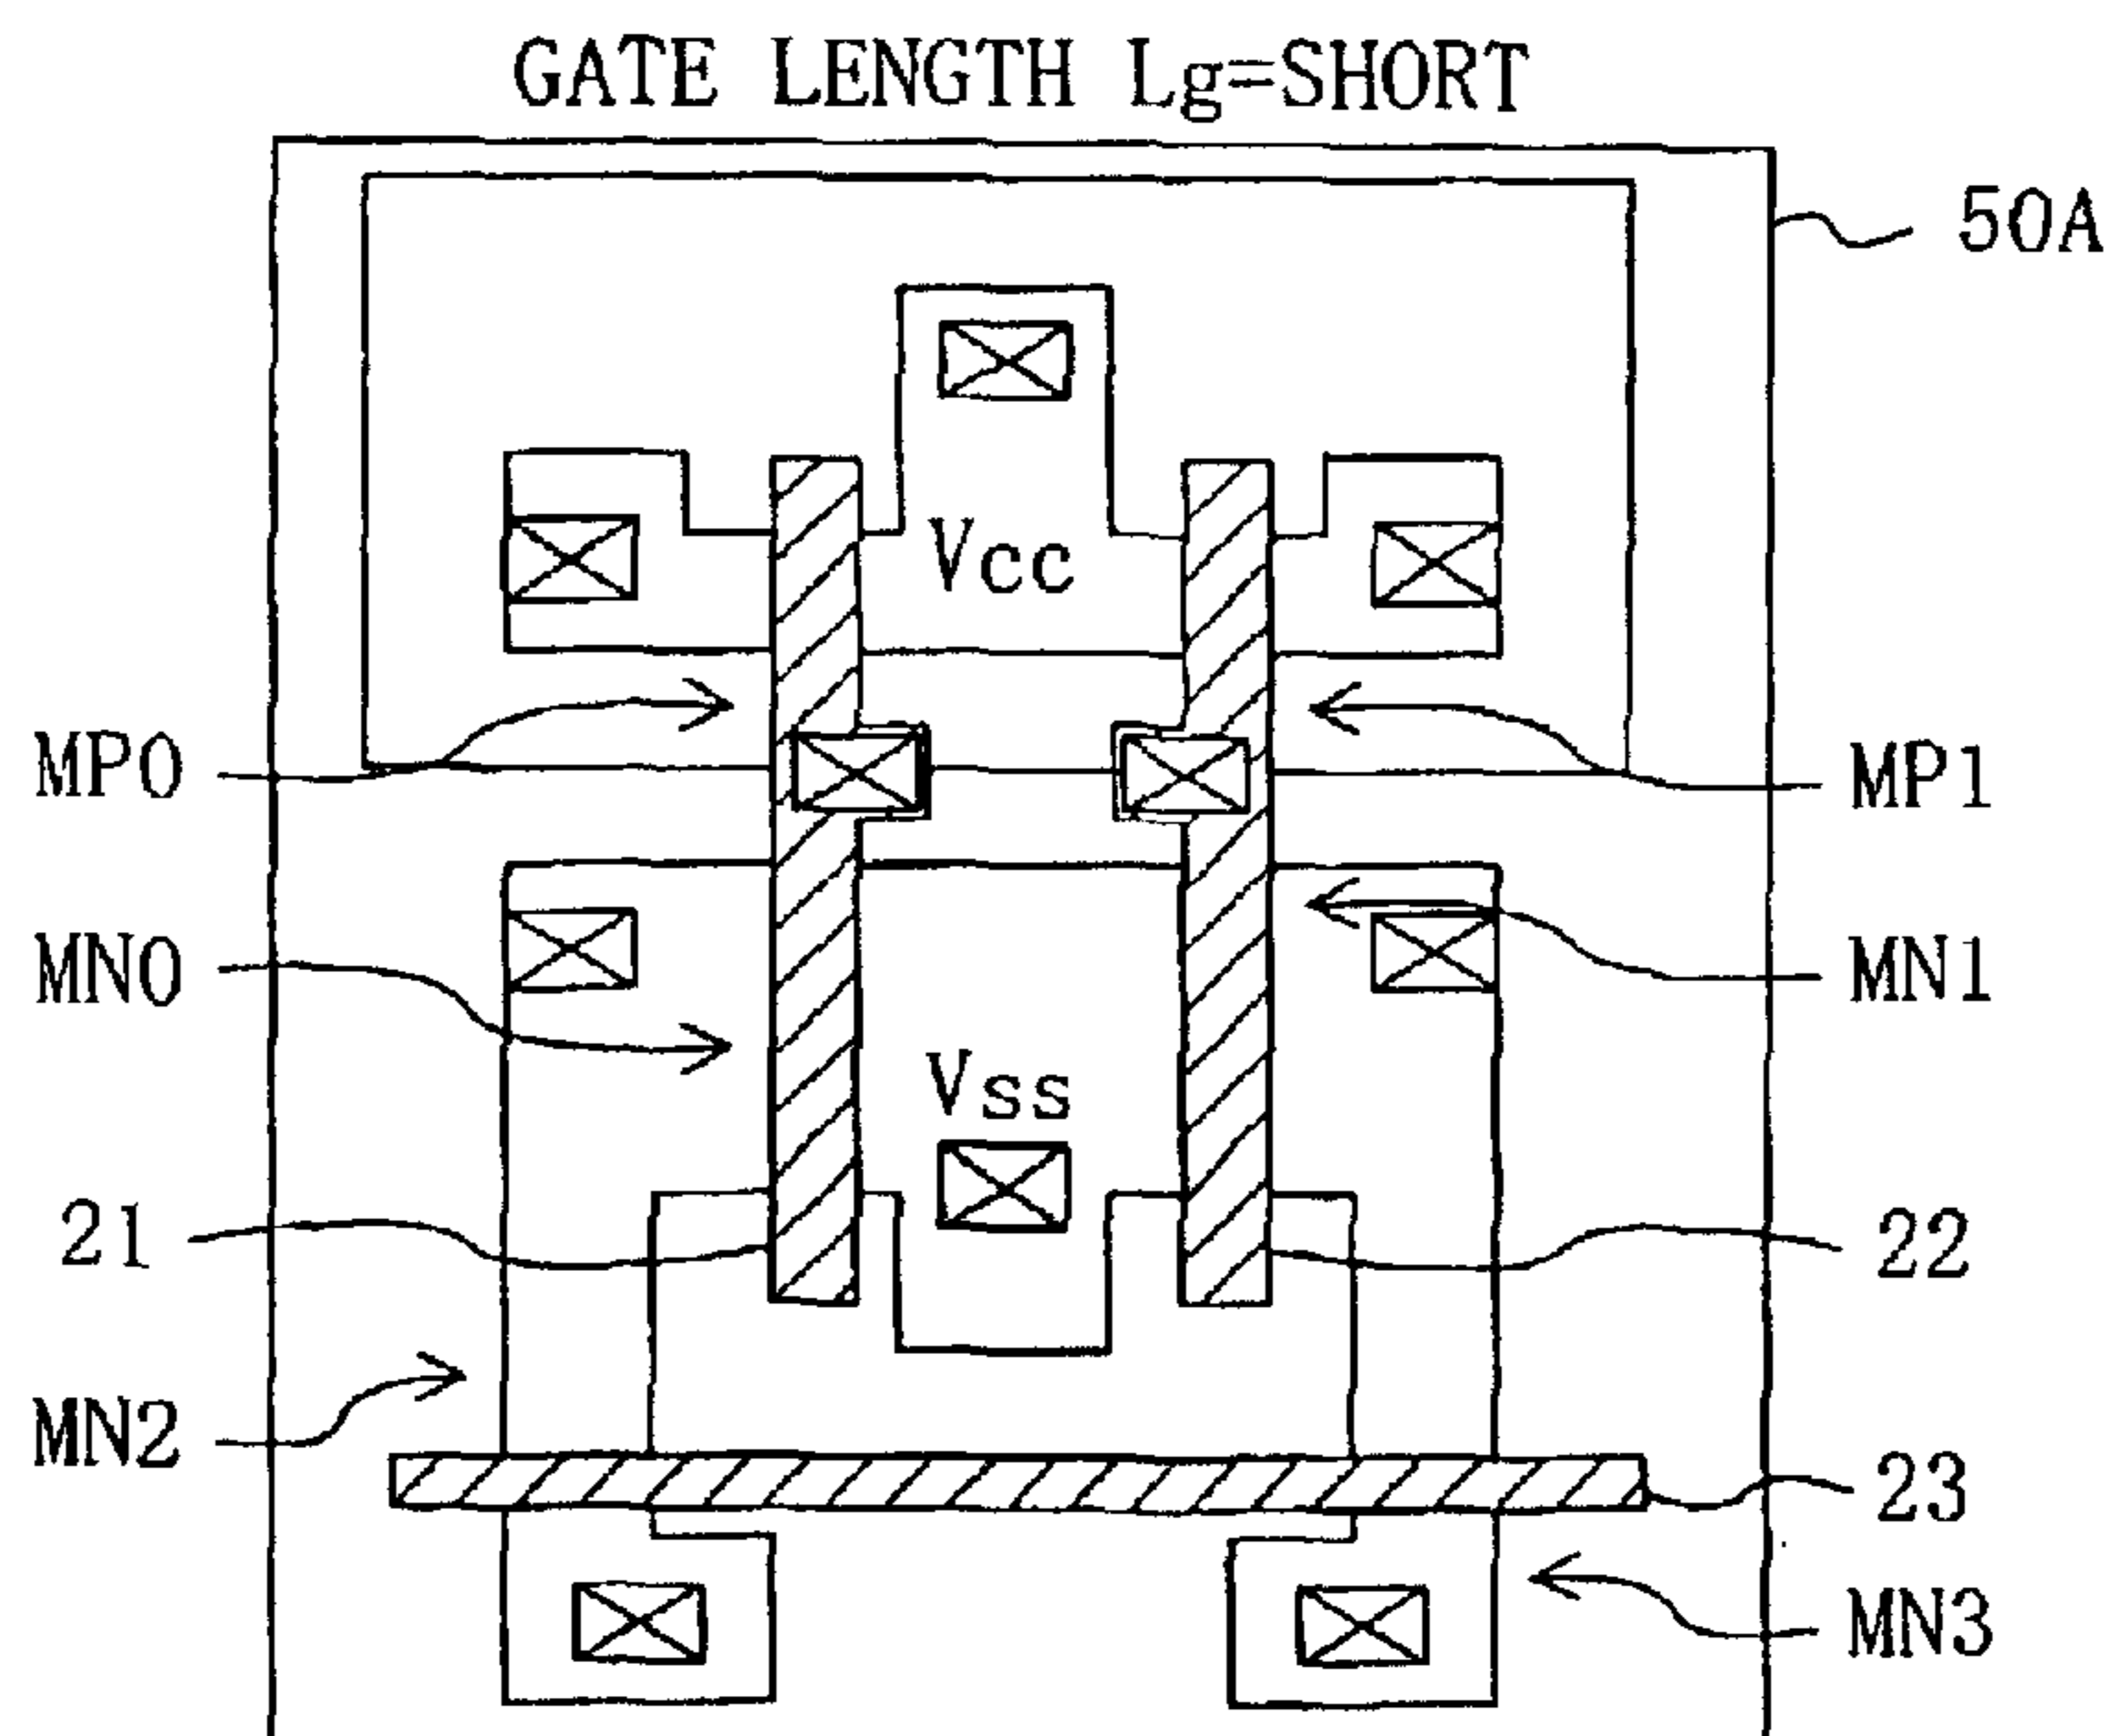 GATE LENGTH Lg=SHORT
50A
Vcc
MP0
MP1
MN0
MN1
Vss
21
22
MN2
23
MN3